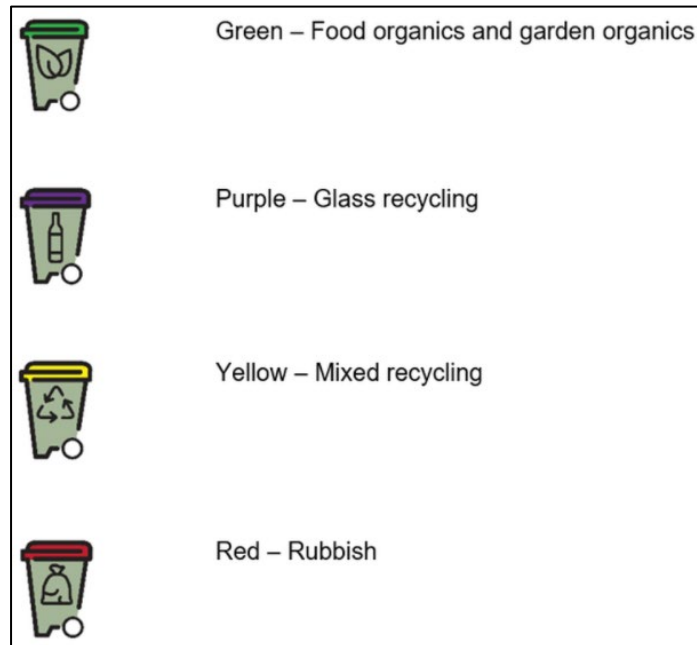 Green – Food organics and garden organics
Purple – Glass recycling
Yellow – Mixed recycling
Red – Rubbish